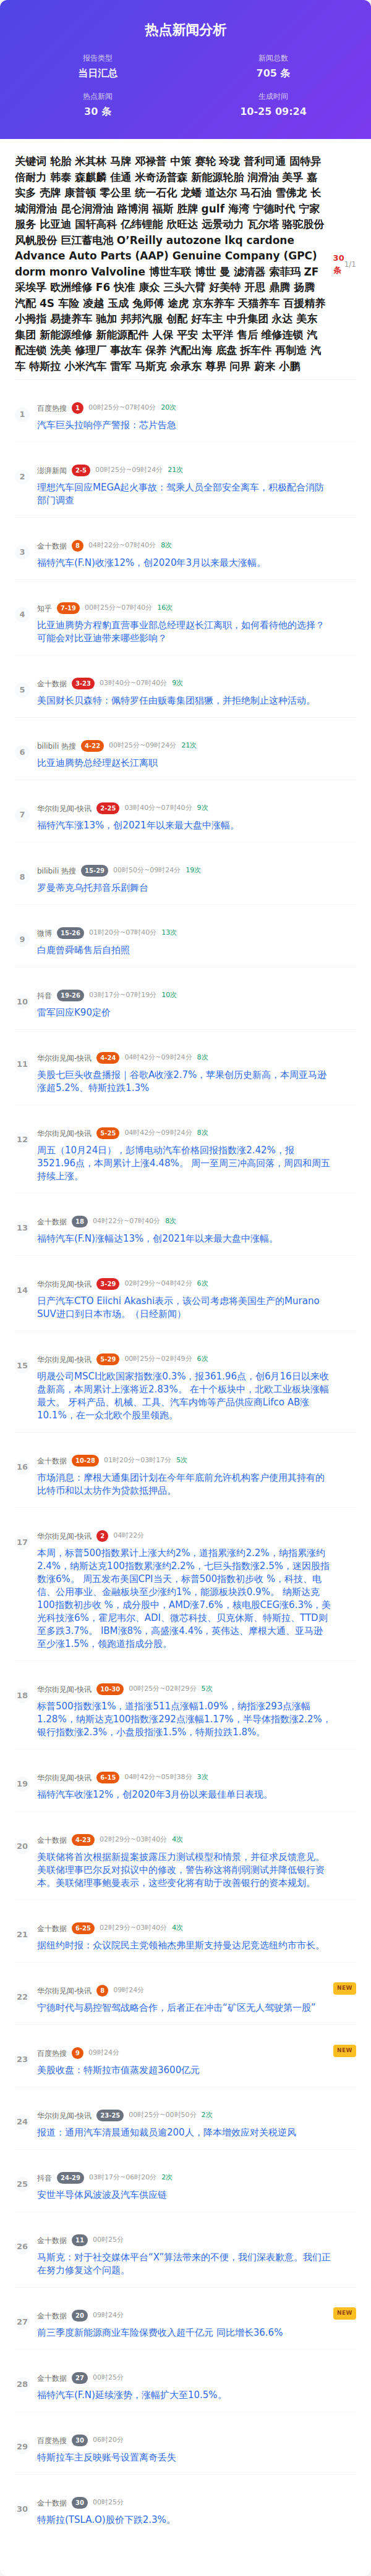 热点新闻分析
报告类型
当日汇总
新闻总数
705 条
热点新闻
30 条
生成时间
10-25 09:24
关键词 轮胎 米其林 马牌 邓禄普 中策 赛轮 玲珑 普利司通 固特异
倍耐力 韩泰 森麒麟 佳通 米奇汤普森 新能源轮胎 润滑油 美孚 嘉
实多 壳牌 康普顿 零公里 统一石化 龙蟠 道达尔 马石油 雪佛龙 长
城润滑油 昆仑润滑油 路博润 福斯 胜牌 gulf 海湾 宁德时代 宁家
服务 比亚迪 国轩高科 亿纬锂能 欣旺达 远景动力 瓦尔塔 骆驼股份
风帆股份 巨江蓄电池 O’Reilly autozone lkq cardone
Advance Auto Parts (AAP) Genuine Company (GPC)
dorm monro Valvoline 博世车联 博世 曼 滤清器 索菲玛 ZF
采埃孚 欧洲维修 F6 快准 康众 三头六臂 好美特 开思 鼎腾 扬腾
汽配 4S 车险 凌越 玉成 兔师傅 途虎 京东养车 天猫养车 百援精养
小拇指 易捷养车 驰加 邦邦汽服 创配 好车主 中升集团 永达 美东
集团 新能源维修 新能源配件 人保 平安 太平洋 售后 维修连锁 汽
配连锁 洗美 修理厂 事故车 保养 汽配出海 底盘 拆车件 再制造 汽
车 特斯拉 小米汽车 雷军 马斯克 余承东 尊界 问界 蔚来 小鹏
30
条
1/1
1
百度热搜 1 00时25分~07时40分 20次
汽车巨头拉响停产警报：芯片告急
2
澎湃新闻 2-5 00时25分~09时24分 21次
理想汽车回应MEGA起火事故：驾乘人员全部安全离车，积极配合消防
部门调查
3
金十数据 8 04时22分~07时40分 8次
福特汽车(F.N)收涨12%，创2020年3月以来最大涨幅。
4
知乎 7-19 00时25分~07时40分 16次
比亚迪腾势方程豹直营事业部总经理赵长江离职，如何看待他的选择？
可能会对比亚迪带来哪些影响？
5
金十数据 3-23 03时40分~07时40分 9次
美国财长贝森特：佩特罗任由贩毒集团猖獗，并拒绝制止这种活动。
6
bilibili 热搜 4-22 00时25分~09时24分 21次
比亚迪腾势总经理赵长江离职
7
华尔街见闻-快讯 2-25 03时40分~07时40分 9次
福特汽车涨13%，创2021年以来最大盘中涨幅。
8
bilibili 热搜 15-29 00时50分~09时24分 19次
罗曼蒂克乌托邦音乐剧舞台
9
微博 15-26 01时20分~07时40分 13次
白鹿曾舜晞售后自拍照
10
抖音 19-26 03时17分~07时19分 10次
雷军回应K90定价
11
华尔街见闻-快讯 4-24 04时42分~09时24分 8次
美股七巨头收盘播报｜谷歌A收涨2.7%，苹果创历史新高，本周亚马逊
涨超5.2%、特斯拉跌1.3%
12
华尔街见闻-快讯 5-25 04时42分~09时24分 8次
周五（10月24日），彭博电动汽车价格回报指数涨2.42%，报
3521.96点，本周累计上涨4.48%。 周一至周三冲高回落，周四和周五
持续上涨。
13
金十数据 18 04时22分~07时40分 8次
福特汽车(F.N)涨幅达13%，创2021年以来最大盘中涨幅。
14
华尔街见闻-快讯 3-29 02时29分~04时42分 6次
日产汽车CTO Eiichi Akashi表示，该公司考虑将美国生产的Murano
SUV进口到日本市场。（日经新闻）
15
华尔街见闻-快讯 5-29 00时25分~02时49分 6次
明晟公司MSCI北欧国家指数涨0.3%，报361.96点，创6月16日以来收
盘新高，本周累计上涨将近2.83%。 在十个板块中，北欧工业板块涨幅
最大。 牙科产品、机械、工具、汽车内饰等产品供应商Lifco AB涨
10.1%，在一众北欧个股里领跑。
16
金十数据 10-28 01时20分~03时17分 5次
市场消息：摩根大通集团计划在今年年底前允许机构客户使用其持有的
比特币和以太坊作为贷款抵押品。
17
华尔街见闻-快讯 2 04时22分
本周，标普500指数累计上涨大约2%，道指累涨约2.2%，纳指累涨约
2.4%，纳斯达克100指数累涨约2.2%，七巨头指数涨2.5%，迷因股指
数涨6%。 周五发布美国CPI当天，标普500指数初步收 %，科技、电
信、公用事业、金融板块至少涨约1%，能源板块跌0.9%。 纳斯达克
100指数初步收 %，成分股中，AMD涨7.6%，核电股CEG涨6.3%，美
光科技涨6%，霍尼韦尔、ADI、微芯科技、贝克休斯、特斯拉、TTD则
至多跌3.7%。 IBM涨8%，高盛涨4.4%，英伟达、摩根大通、亚马逊
至少涨1.5%，领跑道指成分股。
18
华尔街见闻-快讯 10-30 00时25分~02时29分 5次
标普500指数涨1%，道指涨511点涨幅1.09%，纳指涨293点涨幅
1.28%，纳斯达克100指数涨292点涨幅1.17%，半导体指数涨2.2%，
银行指数涨2.3%，小盘股指涨1.5%，特斯拉跌1.8%。
19
华尔街见闻-快讯 6-15 04时42分~05时38分 3次
福特汽车收涨12%，创2020年3月份以来最佳单日表现。
20
金十数据 4-23 02时29分~03时40分 4次
美联储将首次根据新提案披露压力测试模型和情景，并征求反馈意见。
美联储理事巴尔反对拟议中的修改，警告称这将削弱测试并降低银行资
本。美联储理事鲍曼表示，这些变化将有助于改善银行的资本规划。
21
金十数据 6-25 02时29分~03时40分 4次
据纽约时报：众议院民主党领袖杰弗里斯支持曼达尼竞选纽约市市长。
22
华尔街见闻-快讯 8 09时24分
NEW
宁德时代与易控智驾战略合作，后者正在冲击“矿区无人驾驶第一股”
23
百度热搜 9 09时24分
NEW
美股收盘：特斯拉市值蒸发超3600亿元
24
华尔街见闻-快讯 23-25 00时25分~00时50分 2次
报道：通用汽车清晨通知裁员逾200人，降本增效应对关税逆风
25
抖音 24-29 03时17分~06时20分 2次
安世半导体风波波及汽车供应链
26
金十数据 11 00时25分
马斯克：对于社交媒体平台“X”算法带来的不便，我们深表歉意。我们正
在努力修复这个问题。
27
金十数据 20 09时24分
NEW
前三季度新能源商业车险保费收入超千亿元 同比增长36.6%
28
金十数据 27 00时25分
福特汽车(F.N)延续涨势，涨幅扩大至10.5%。
29
百度热搜 30 06时20分
特斯拉车主反映账号设置离奇丢失
30
金十数据 30 00时25分
特斯拉(TSLA.O)股价下跌2.3%。